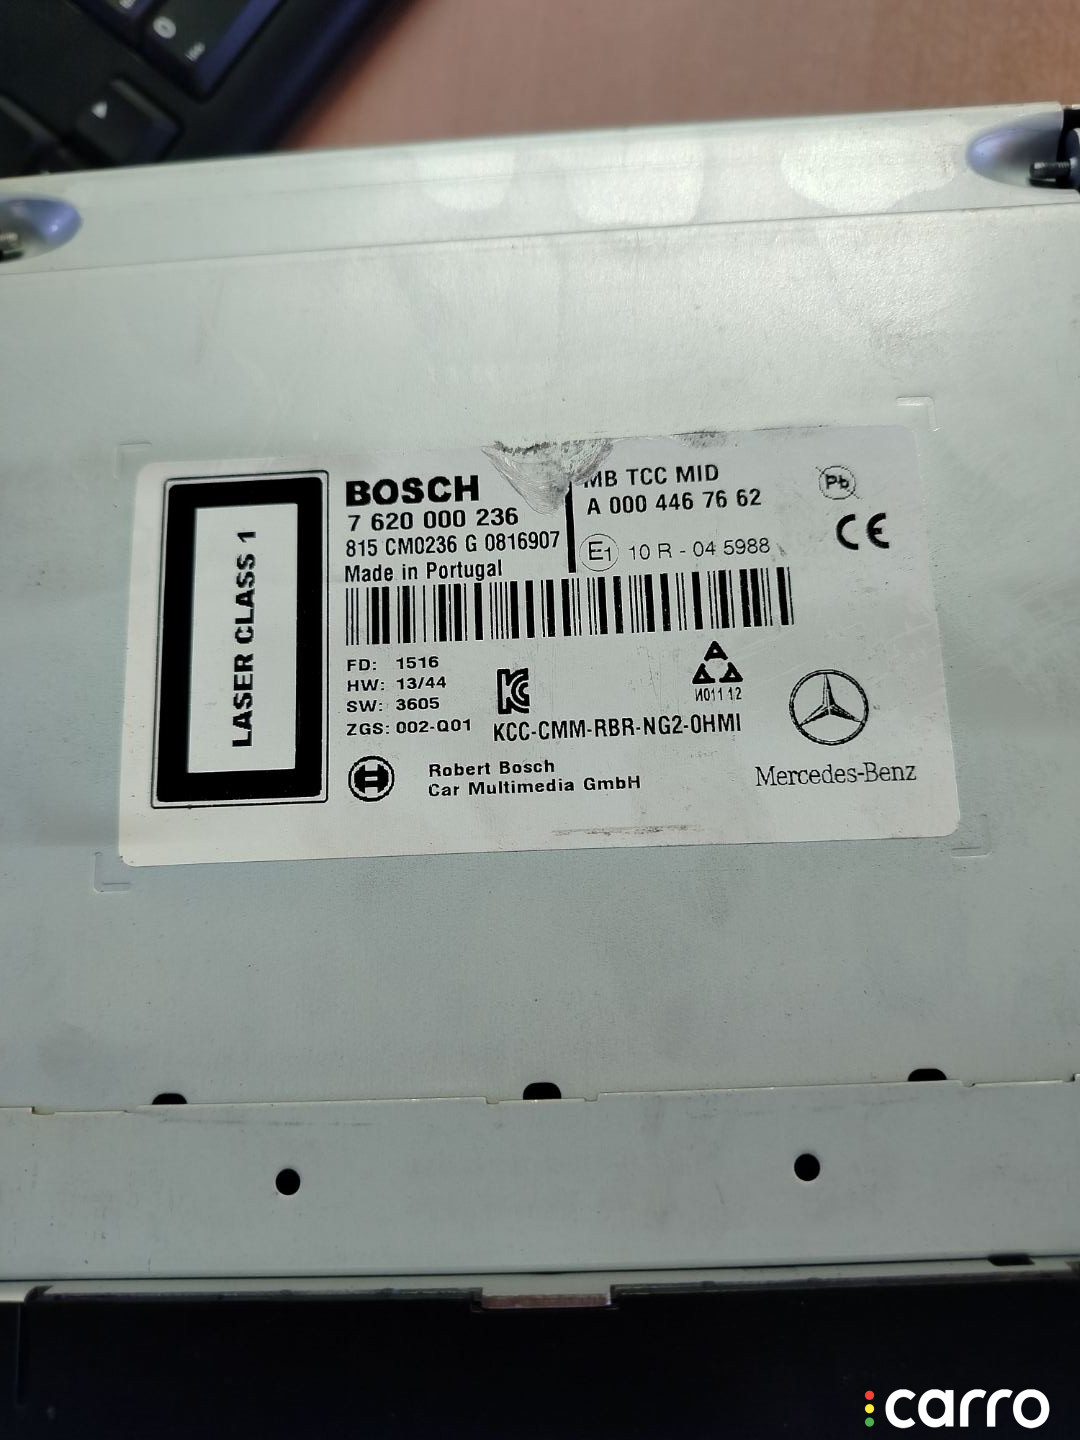 LASER CLASS 1
BOSCH
7 620 000 236
815 CM0236 G 0816907
Made in Portugal
MB TCC MID
A 000 446 76 62
E1 10 R - 04 5988
Pb
CE
FD: 1516
HW: 13/44
SW: 3605
ZGS: 002-Q01
KCC-CMM-RBR-NG2-0HMI
И011 12
Robert Bosch
Car Multimedia GmbH
Mercedes-Benz
carro